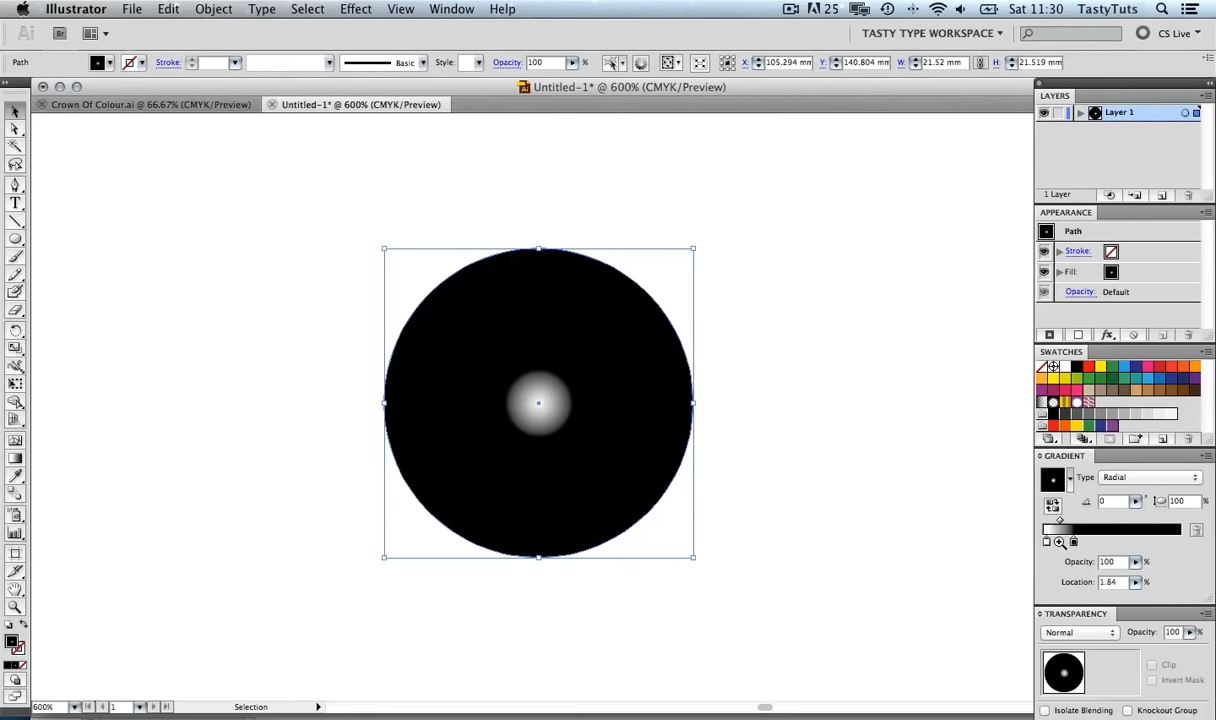 Illustrator File Edit Object Type Select Effect View Window Help 25 Sat 11:30 TastyTuts
Ai Br TASTY TYPE WORKSPACE CS Live
Path Stroke: Basic Style: Opacity: 100 % X: 105.294 mm Y: 140.804 mm W: 21.52 mm H: 21.519 mm
Untitled-1* @ 600% (CMYK/Preview)
Crown Of Colour.ai @ 66.67% (CMYK/Preview) Untitled-1* @ 600% (CMYK/Preview)
LAYERS
Layer 1
1 Layer
APPEARANCE
Path
Stroke:
Fill:
Opacity: Default
SWATCHES
GRADIENT
Type Radial
0 ° 100 %
Opacity: 100 %
Location: 1.84 %
TRANSPARENCY
Normal Opacity: 100 %
Clip
Invert Mask
Isolate Blending Knockout Group
600% 1 Selection